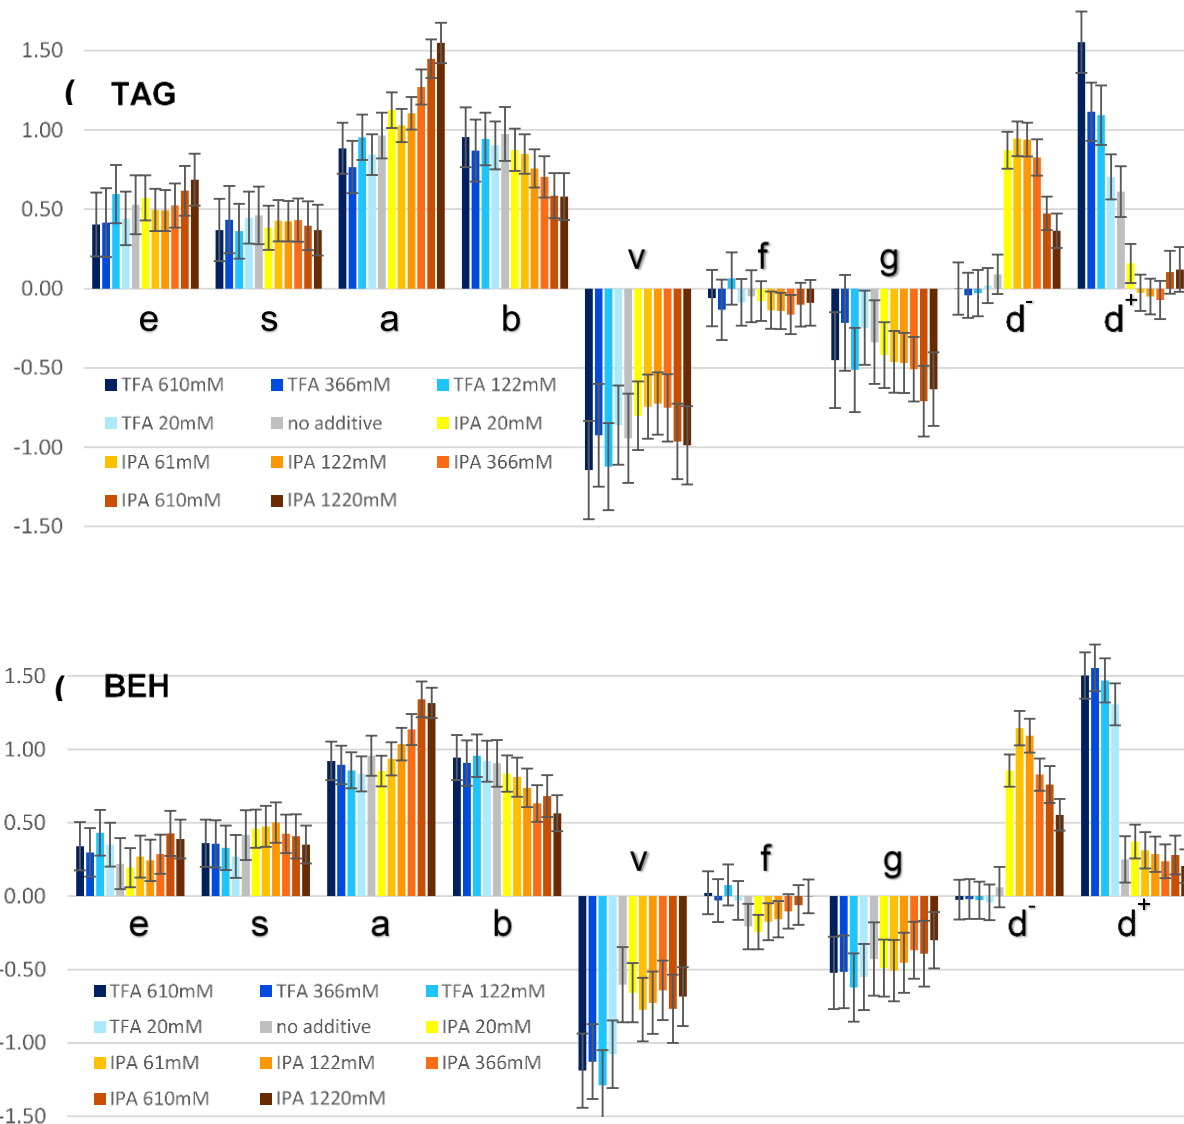 1.50
( TAG
1.00
0.50
v f g
0.00
e s a b d- d+
-0.50
TFA 610mM TFA 366mM TFA 122mM
TFA 20mM no additive IPA 20mM
-1.00
IPA 61mM IPA 122mM IPA 366mM
IPA 610mM IPA 1220mM
-1.50
1.50
( BEH
1.00
0.50
v f g
0.00
e s a b d- d+
-0.50
TFA 610mM TFA 366mM TFA 122mM
TFA 20mM no additive IPA 20mM
-1.00
IPA 61mM IPA 122mM IPA 366mM
IPA 610mM IPA 1220mM
-1.50